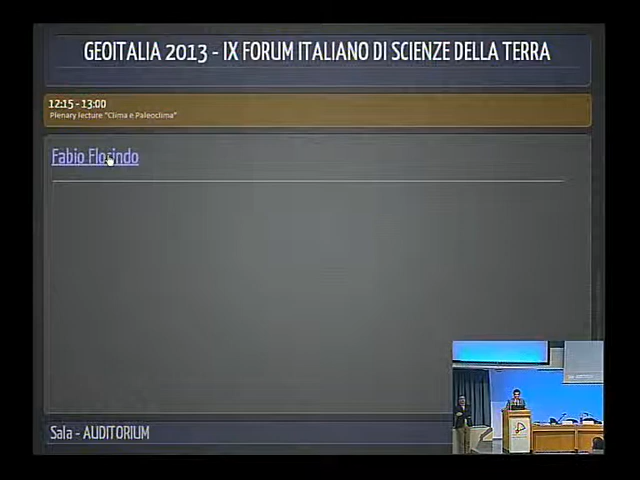 GEOITALIA 2013 - IX FORUM ITALIANO DI SCIENZE DELLA TERRA
12:15 - 13:00
Plenary lecture "Clima e Paleoclima"
Fabio Florindo
Sala - AUDITORIUM